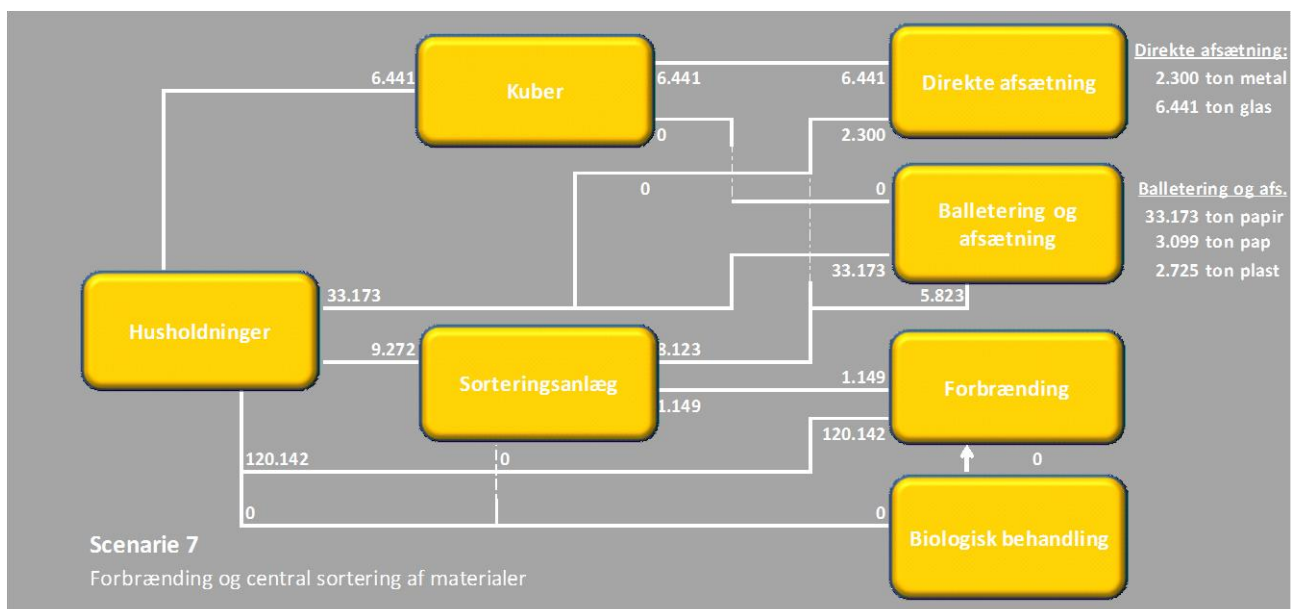 Direkte afsætning:
6.441
6.441
6.441
2.300 ton metal
Kuber
Direkte afsætning
6.441 ton glas
0
2.300
0
0
Balletering og afs.
Balletering og
afsætning
33.173 ton papir
3.099 ton pap
33.173
2.725 ton plast
33.173
5.823
Husholdninger
9.272
8.123
Sorteringsanlæg
1.149
Forbrænding
1.149
120.142
120.142
0
0
0
0
Biologisk behandling
Scenarie 7
Forbrænding og central sortering af materialer